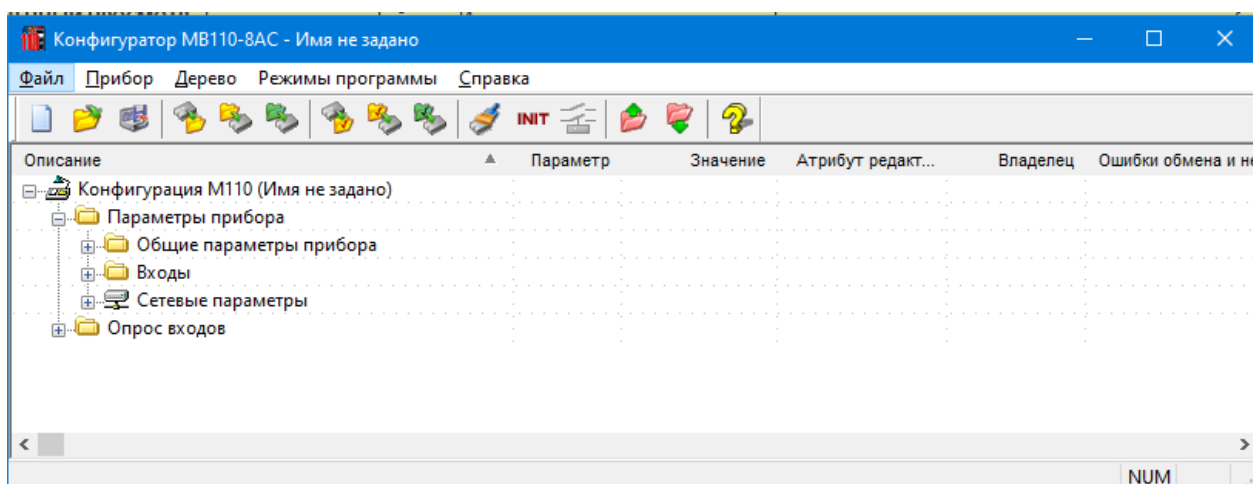 Конфигуратор МВ110-8АС - Имя не задано
Файл Прибор Дерево Режимы программы Справка
INIT
Описание Параметр Значение Атрибут редакт... Владелец Ошибки обмена и не
Конфигурация М110 (Имя не задано)
Параметры прибора
Общие параметры прибора
Входы
Сетевые параметры
Опрос входов
NUM